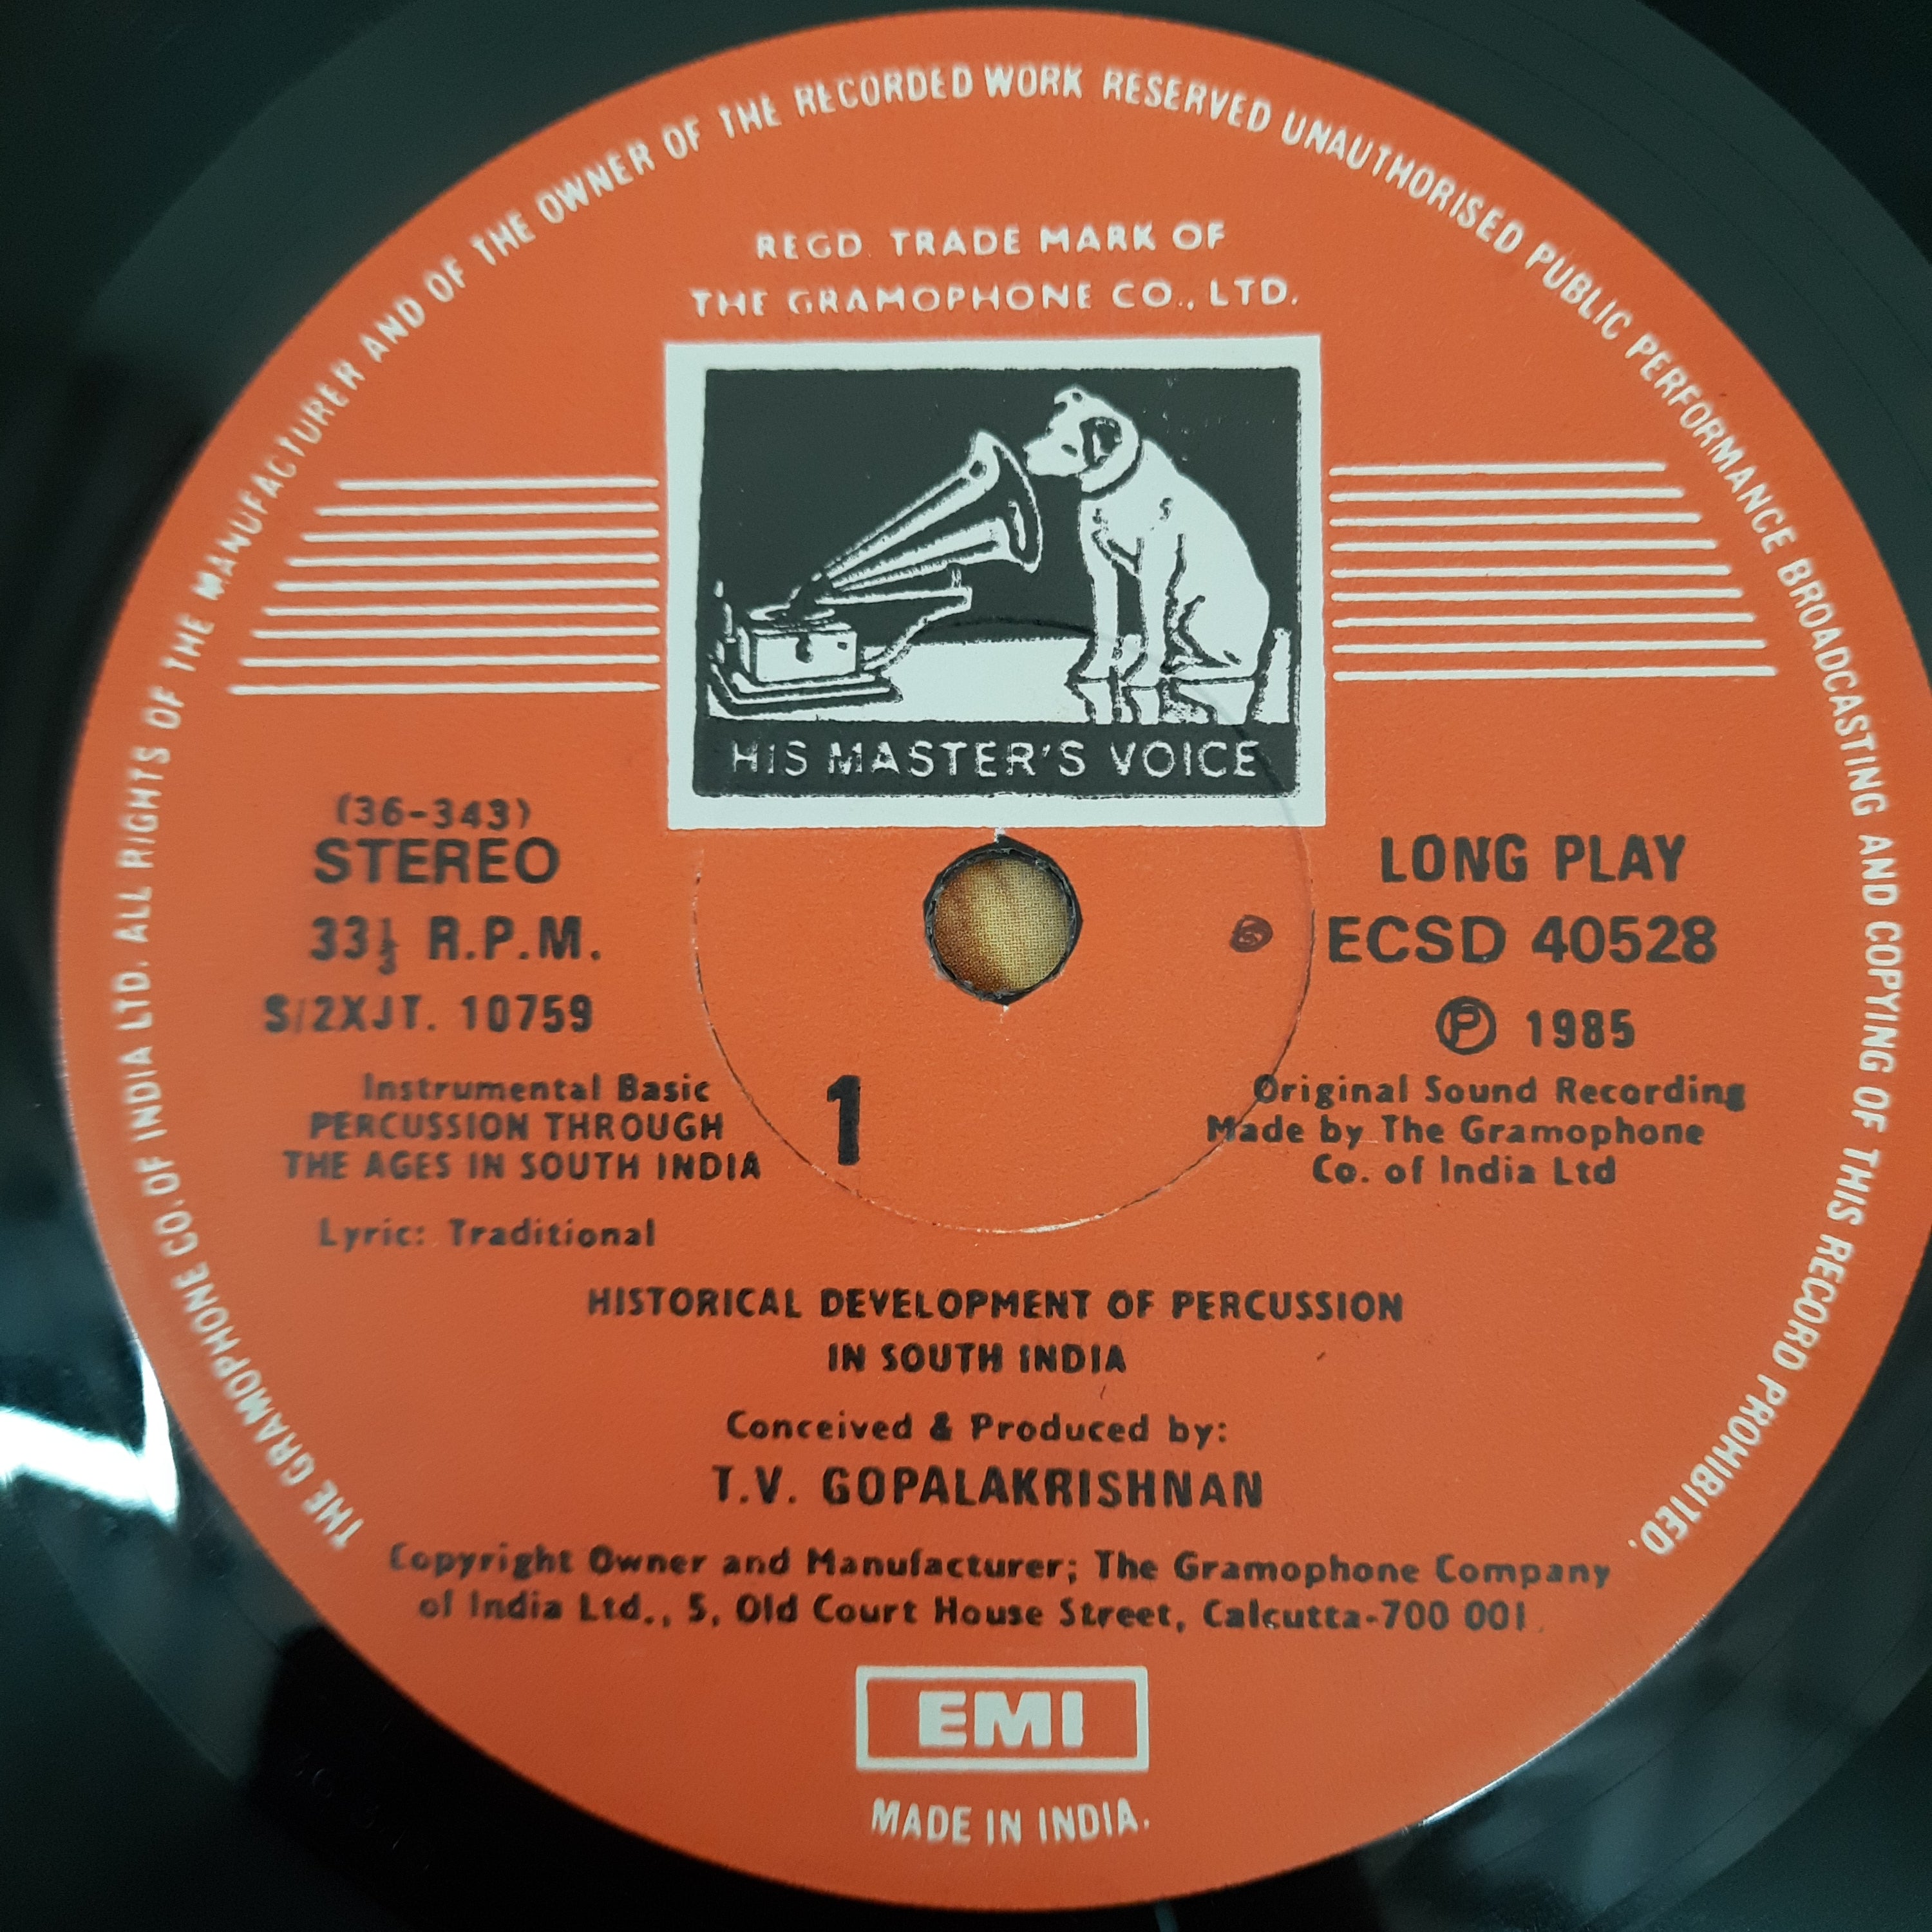 THE GRAMOPHONE CO. OF INDIA LTD. ALL RIGHTS OF THE MANUFACTURER AND OF THE OWNER OF THE RECORDED WORK RESERVED UNAUTHORISED PUBLIC PERFORMANCE BROADCASTING AND COPYING OF THIS RECORD PROHIBITED.
REGD. TRADE MARK OF
THE GRAMOPHONE CO., LTD.
HIS MASTER'S VOICE
(36-343)
STEREO
33⅓ R.P.M.
S/2XJT. 10759
LONG PLAY
ECSD 40528
Ⓟ 1985
Instrumental Basic
PERCUSSION THROUGH
THE AGES IN SOUTH INDIA
1
Original Sound Recording
Made by The Gramophone
Co. of India Ltd
Lyric: Traditional
HISTORICAL DEVELOPMENT OF PERCUSSION
IN SOUTH INDIA
Conceived & Produced by:
T.V. GOPALAKRISHNAN
Copyright Owner and Manufacturer; The Gramophone Company
of India Ltd., 5, Old Court House Street, Calcutta-700 001.
EMI
MADE IN INDIA.